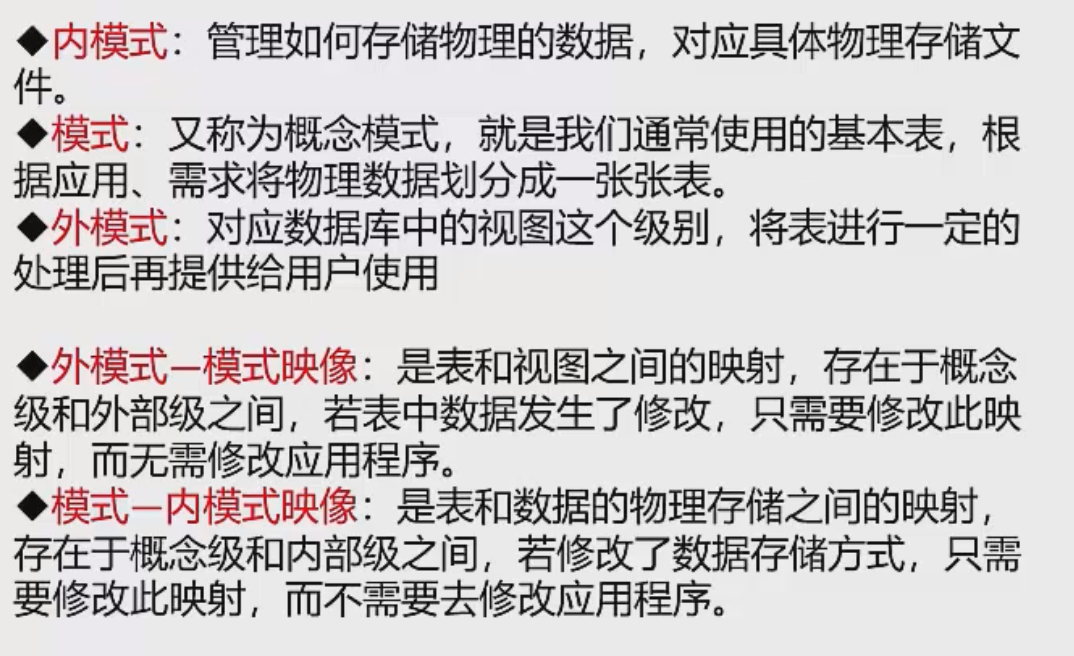 ◆内模式：管理如何存储物理的数据，对应具体物理存储文
件。
◆模式：又称为概念模式，就是我们通常使用的基本表，根
据应用、需求将物理数据划分成一张张表。
◆外模式：对应数据库中的视图这个级别，将表进行一定的
处理后再提供给用户使用
◆外模式—模式映像：是表和视图之间的映射，存在于概念
级和外部级之间，若表中数据发生了修改，只需要修改此映
射，而无需修改应用程序。
◆模式—内模式映像：是表和数据的物理存储之间的映射，
存在于概念级和内部级之间，若修改了数据存储方式，只需
要修改此映射，而不需要去修改应用程序。